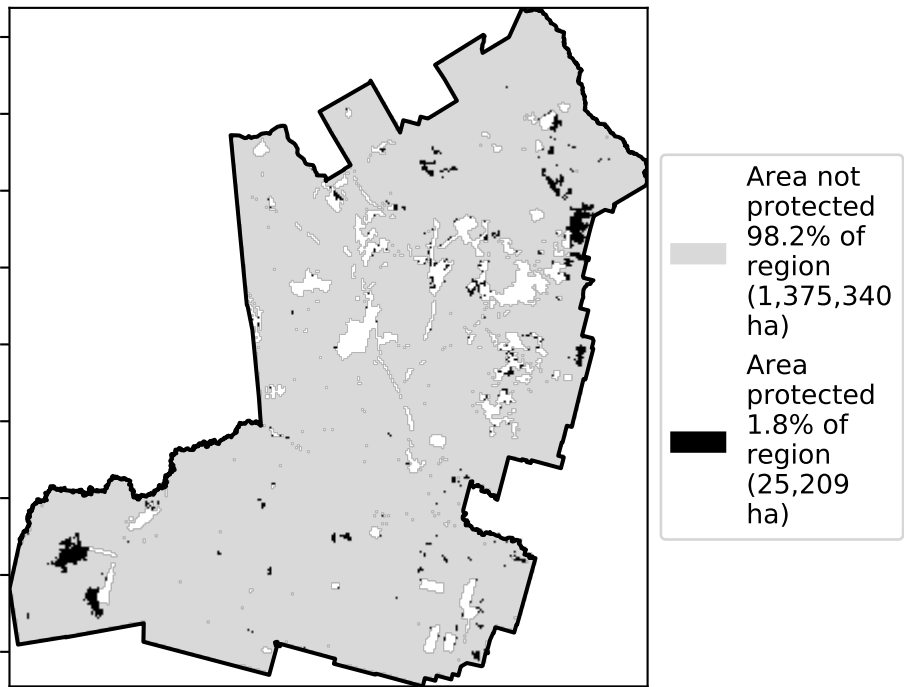 Area not
protected
98.2% of
region
(1,375,340
ha)
Area
protected
1.8% of
region
(25,209
ha)